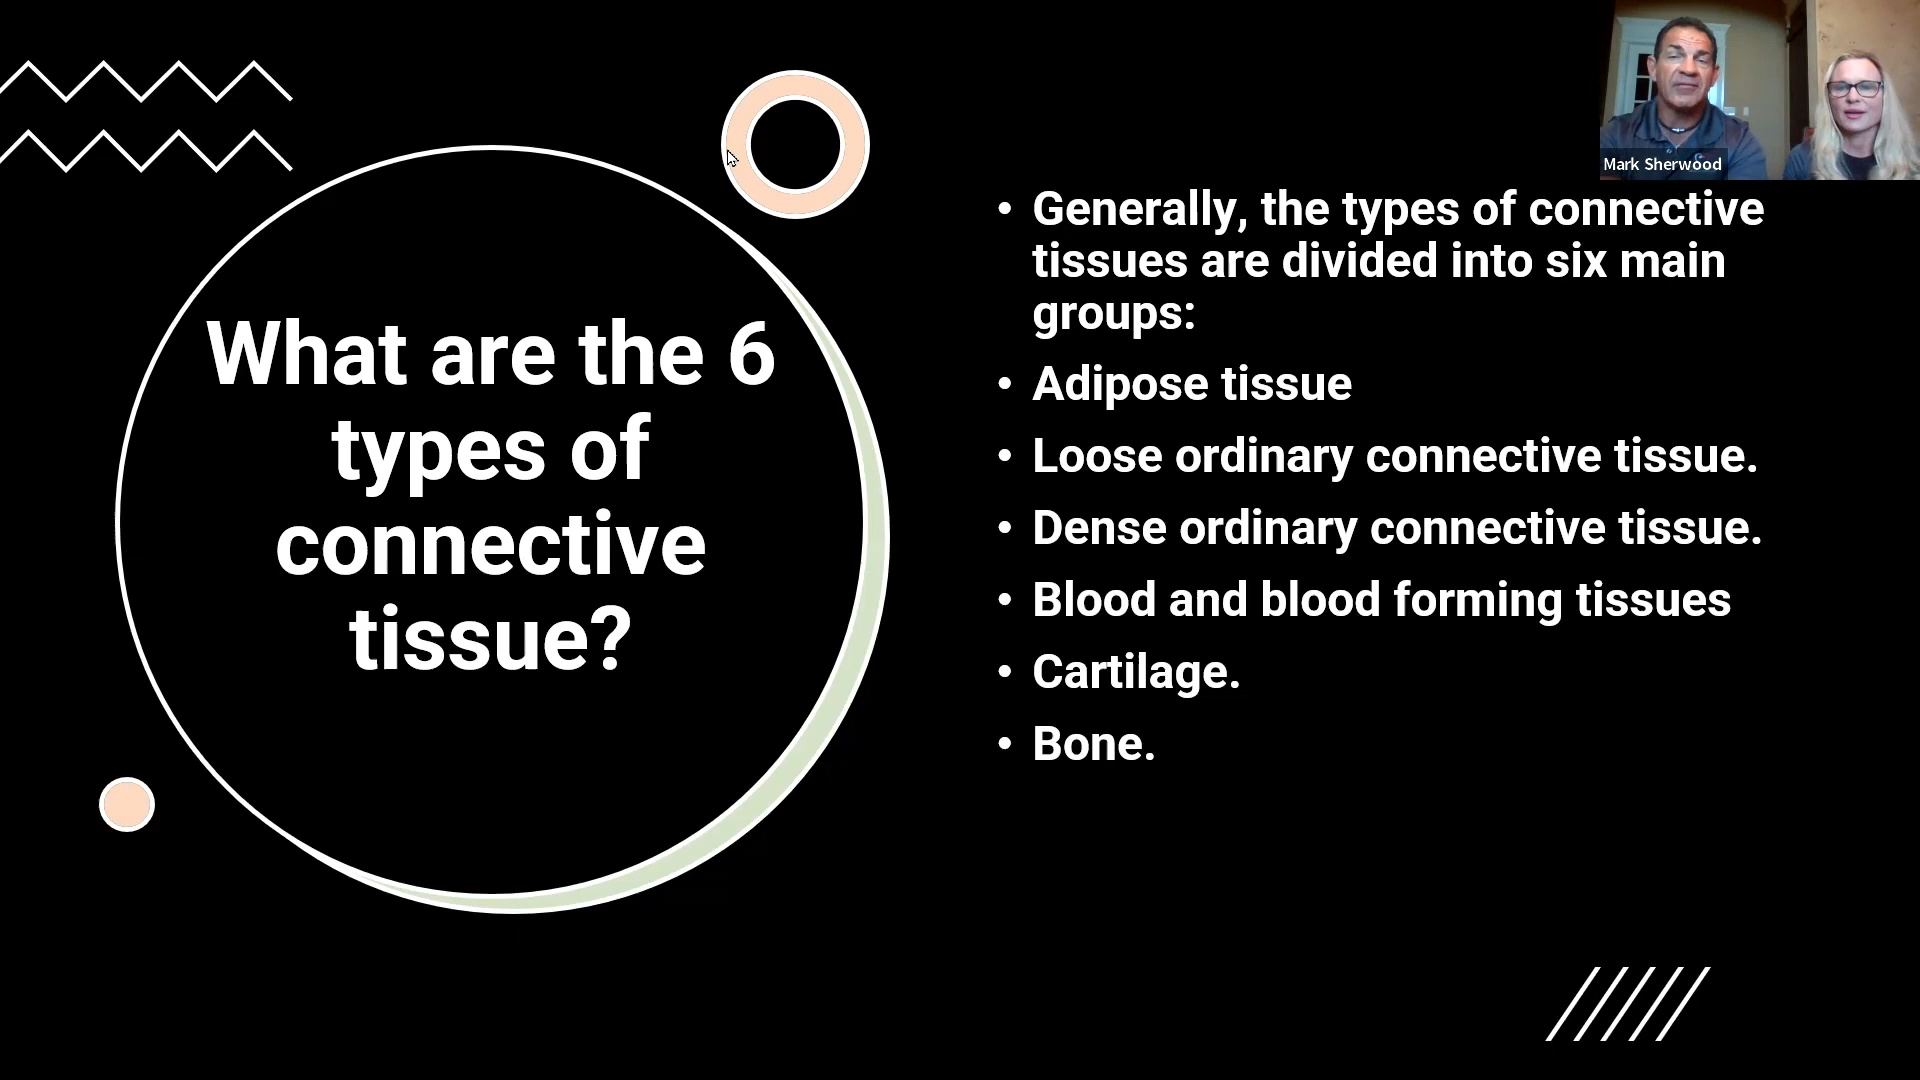 What are the 6
types of
connective
tissue?
Mark Sherwood
• Generally, the types of connective
tissues are divided into six main
groups:
• Adipose tissue
• Loose ordinary connective tissue.
• Dense ordinary connective tissue.
• Blood and blood forming tissues
• Cartilage.
• Bone.